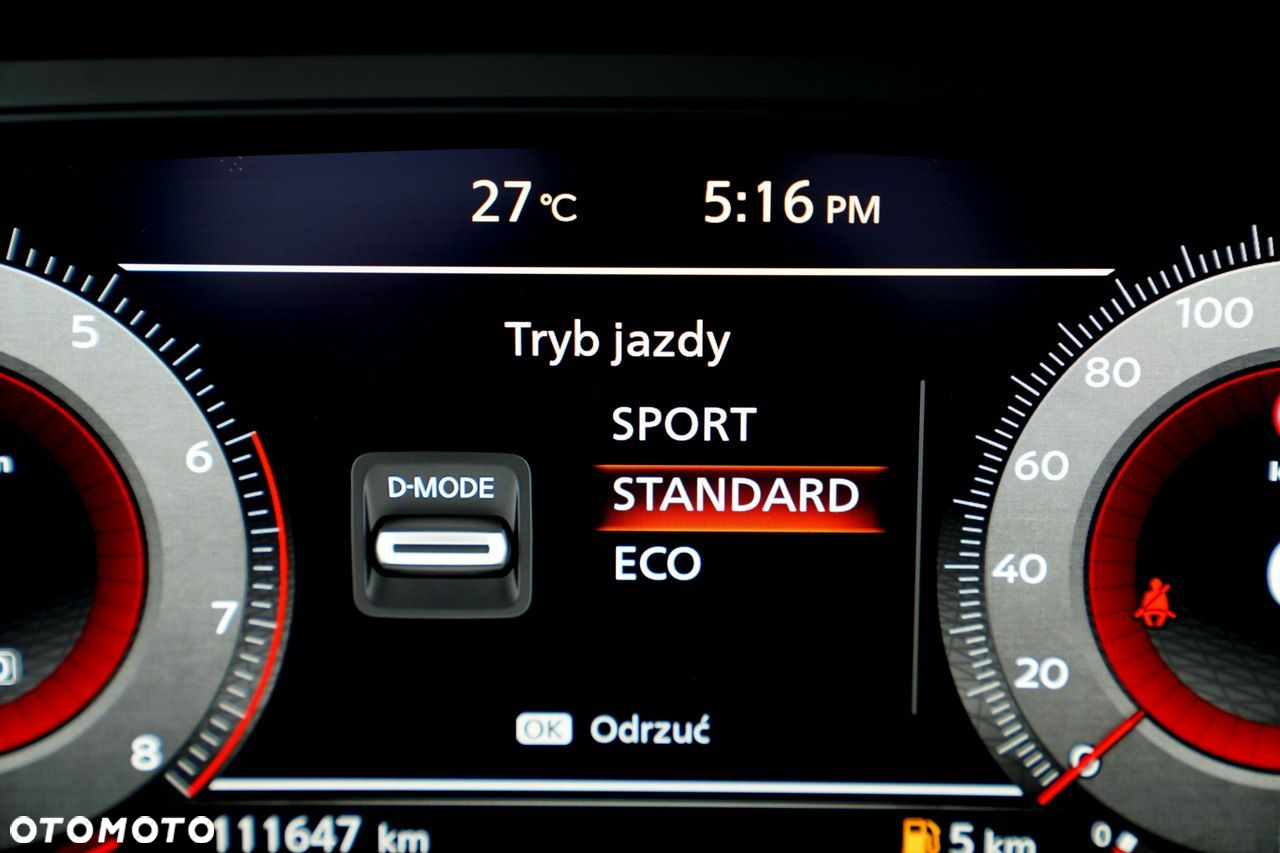 27 °C 5:16 PM
Tryb jazdy
SPORT
D-MODE
STANDARD
ECO
OK Odrzuć
5
6
7
8
100
80
60
40
20
0
OTOMOTO
111647 km
5 km
0